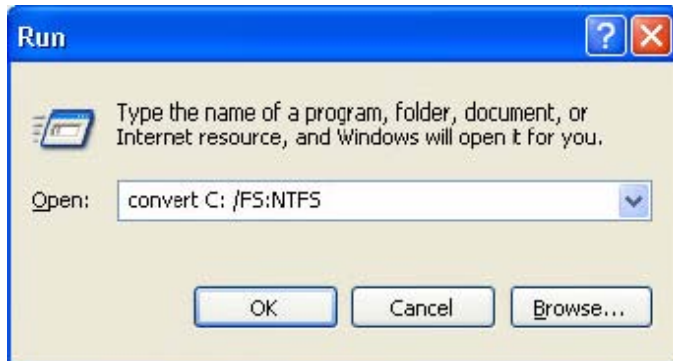 Run
Type the name of a program, folder, document, or
Internet resource, and Windows will open it for you.
Open: convert C: /FS:NTFS
OK Cancel Browse...